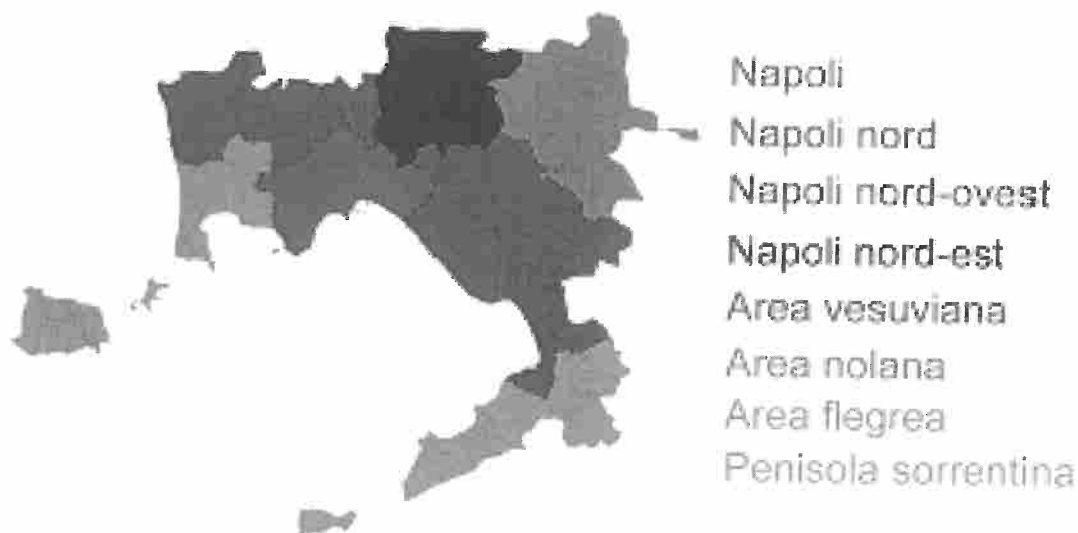 Napoli
Napoli nord
Napoli nord-ovest
Napoli nord-est
Area vesuviana
Area nolana
Area flegrea
Penisola sorrentina